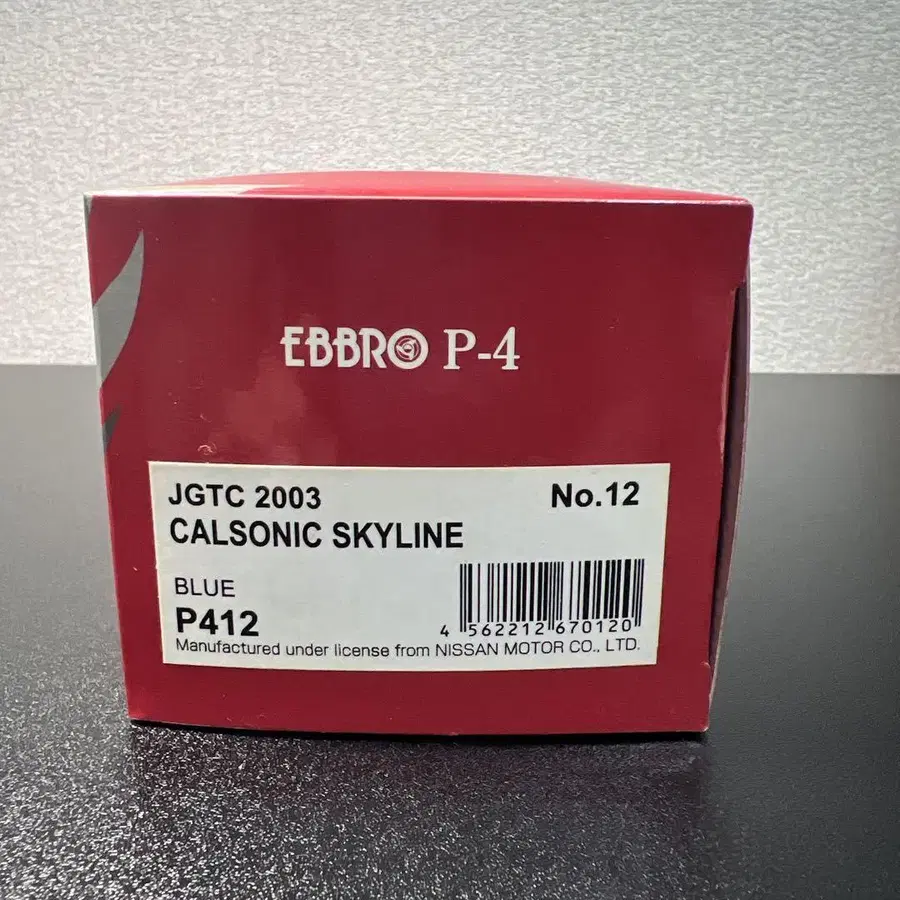 EBBRO P-4
JGTC 2003 No.12
CALSONIC SKYLINE
BLUE
P412
4 562212 670120
Manufactured under license from NISSAN MOTOR CO., LTD.